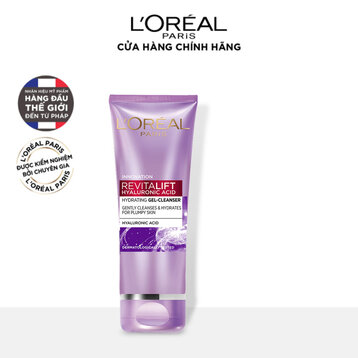 L'ORÉAL
PARIS
CỬA HÀNG CHÍNH HÃNG
NHÃN HIỆU MỸ PHẨM
HÀNG ĐẦU
THẾ GIỚI
ĐẾN TỪ PHÁP
L'ORÉAL PARIS
ĐƯỢC KIỂM NGHIỆM
BỞI CHUYÊN GIA
L'ORÉAL PARIS
L'ORÉAL
PARIS
INNOVATION
REVITALIFT
HYALURONIC ACID
HYDRATING GEL-CLEANSER
GENTLY CLEANSES & HYDRATES
FOR PLUMPY SKIN
HYALURONIC ACID
DERMATOLOGICALLY TESTED